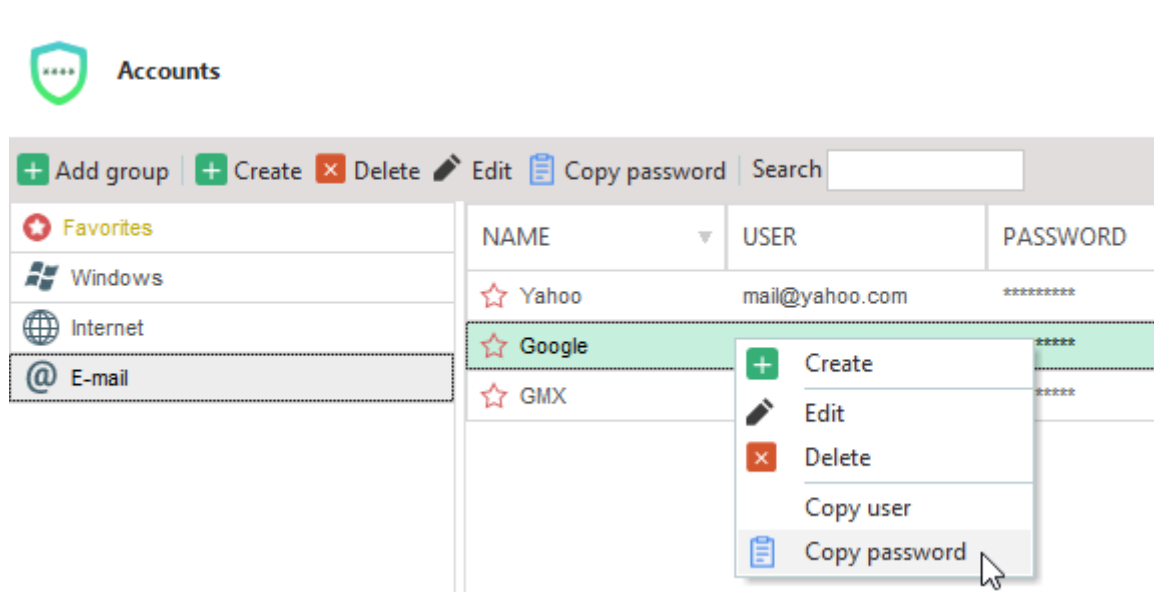 Accounts
Add group Create Delete Edit Copy password Search
Favorites
Windows
Internet
E-mail
NAME USER PASSWORD
Yahoo mail@yahoo.com *********
Google *****
GMX *****
Create
Edit
Delete
Copy user
Copy password